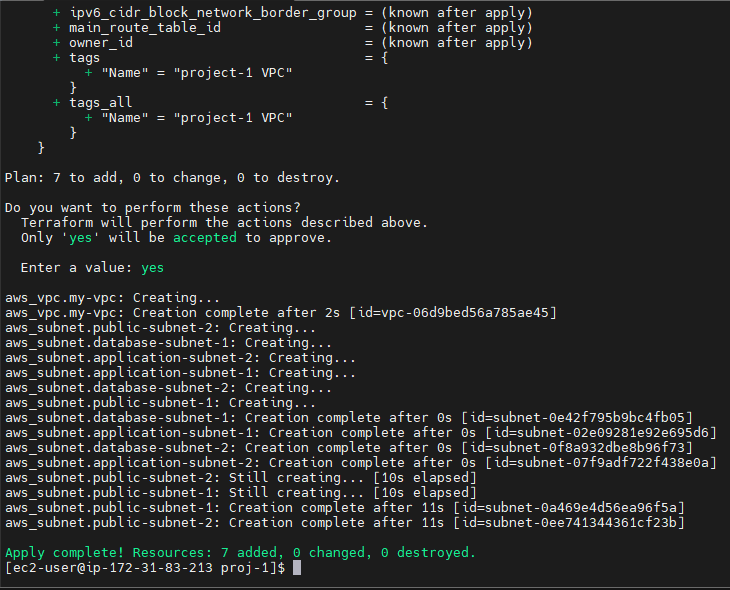 + ipv6_cidr_block_network_border_group = (known after apply)
+ main_route_table_id                  = (known after apply)
+ owner_id                             = (known after apply)
+ tags                                 = {
+ "Name" = "project-1 VPC"
}
+ tags_all                             = {
+ "Name" = "project-1 VPC"
}
}
Plan: 7 to add, 0 to change, 0 to destroy.
Do you want to perform these actions?
Terraform will perform the actions described above.
Only 'yes' will be accepted to approve.
Enter a value: yes
aws_vpc.my-vpc: Creating...
aws_vpc.my-vpc: Creation complete after 2s [id=vpc-06d9bed56a785ae45]
aws_subnet.public-subnet-2: Creating...
aws_subnet.database-subnet-1: Creating...
aws_subnet.application-subnet-2: Creating...
aws_subnet.application-subnet-1: Creating...
aws_subnet.database-subnet-2: Creating...
aws_subnet.public-subnet-1: Creating...
aws_subnet.database-subnet-1: Creation complete after 0s [id=subnet-0e42f795b9bc4fb05]
aws_subnet.application-subnet-1: Creation complete after 0s [id=subnet-02e09281e92e695d6]
aws_subnet.database-subnet-2: Creation complete after 0s [id=subnet-0f8a932dbe8b96f73]
aws_subnet.application-subnet-2: Creation complete after 0s [id=subnet-07f9adf722f438e0a]
aws_subnet.public-subnet-2: Still creating... [10s elapsed]
aws_subnet.public-subnet-1: Still creating... [10s elapsed]
aws_subnet.public-subnet-1: Creation complete after 11s [id=subnet-0a469e4d56ea96f5a]
aws_subnet.public-subnet-2: Creation complete after 11s [id=subnet-0ee741344361cf23b]
Apply complete! Resources: 7 added, 0 changed, 0 destroyed.
[ec2-user@ip-172-31-83-213 proj-1]$